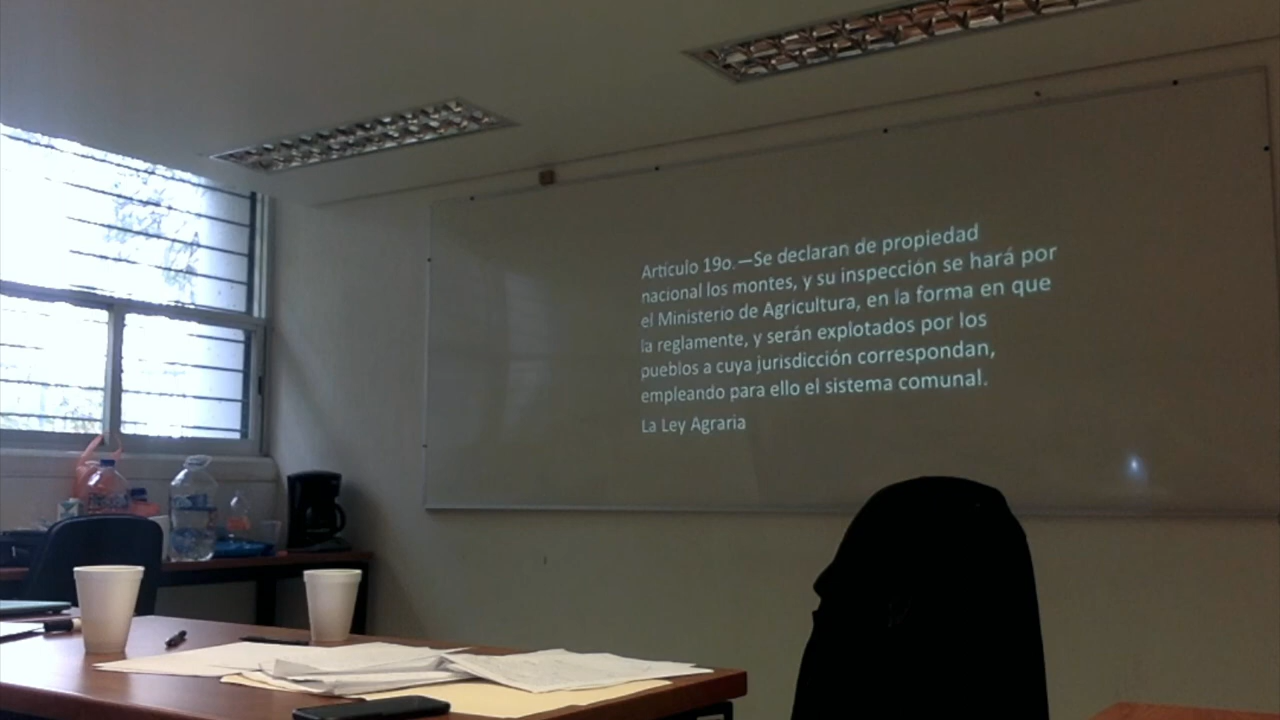 Artículo 19o.—Se declaran de propiedad
nacional los montes, y su inspección se hará por
el Ministerio de Agricultura, en la forma en que
la reglamente, y serán explotados por los
pueblos a cuya jurisdicción correspondan,
empleando para ello el sistema comunal.
La Ley Agraria